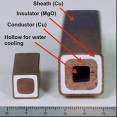 Sheath (Cu)
Insulator (MgO)
Conductor (Cu)
Hollow for water
cooling